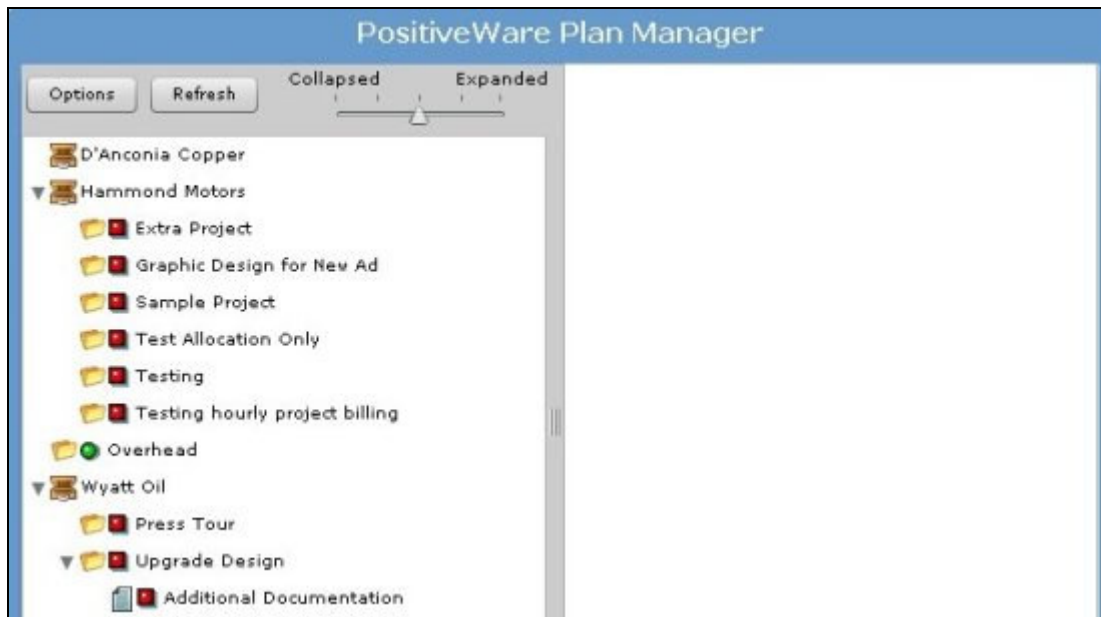 PositiveWare Plan Manager
Options Refresh Collapsed Expanded
D'Anconia Copper
Hammond Motors
Extra Project
Graphic Design for New Ad
Sample Project
Test Allocation Only
Testing
Testing hourly project billing
Overhead
Wyatt Oil
Press Tour
Upgrade Design
Additional Documentation